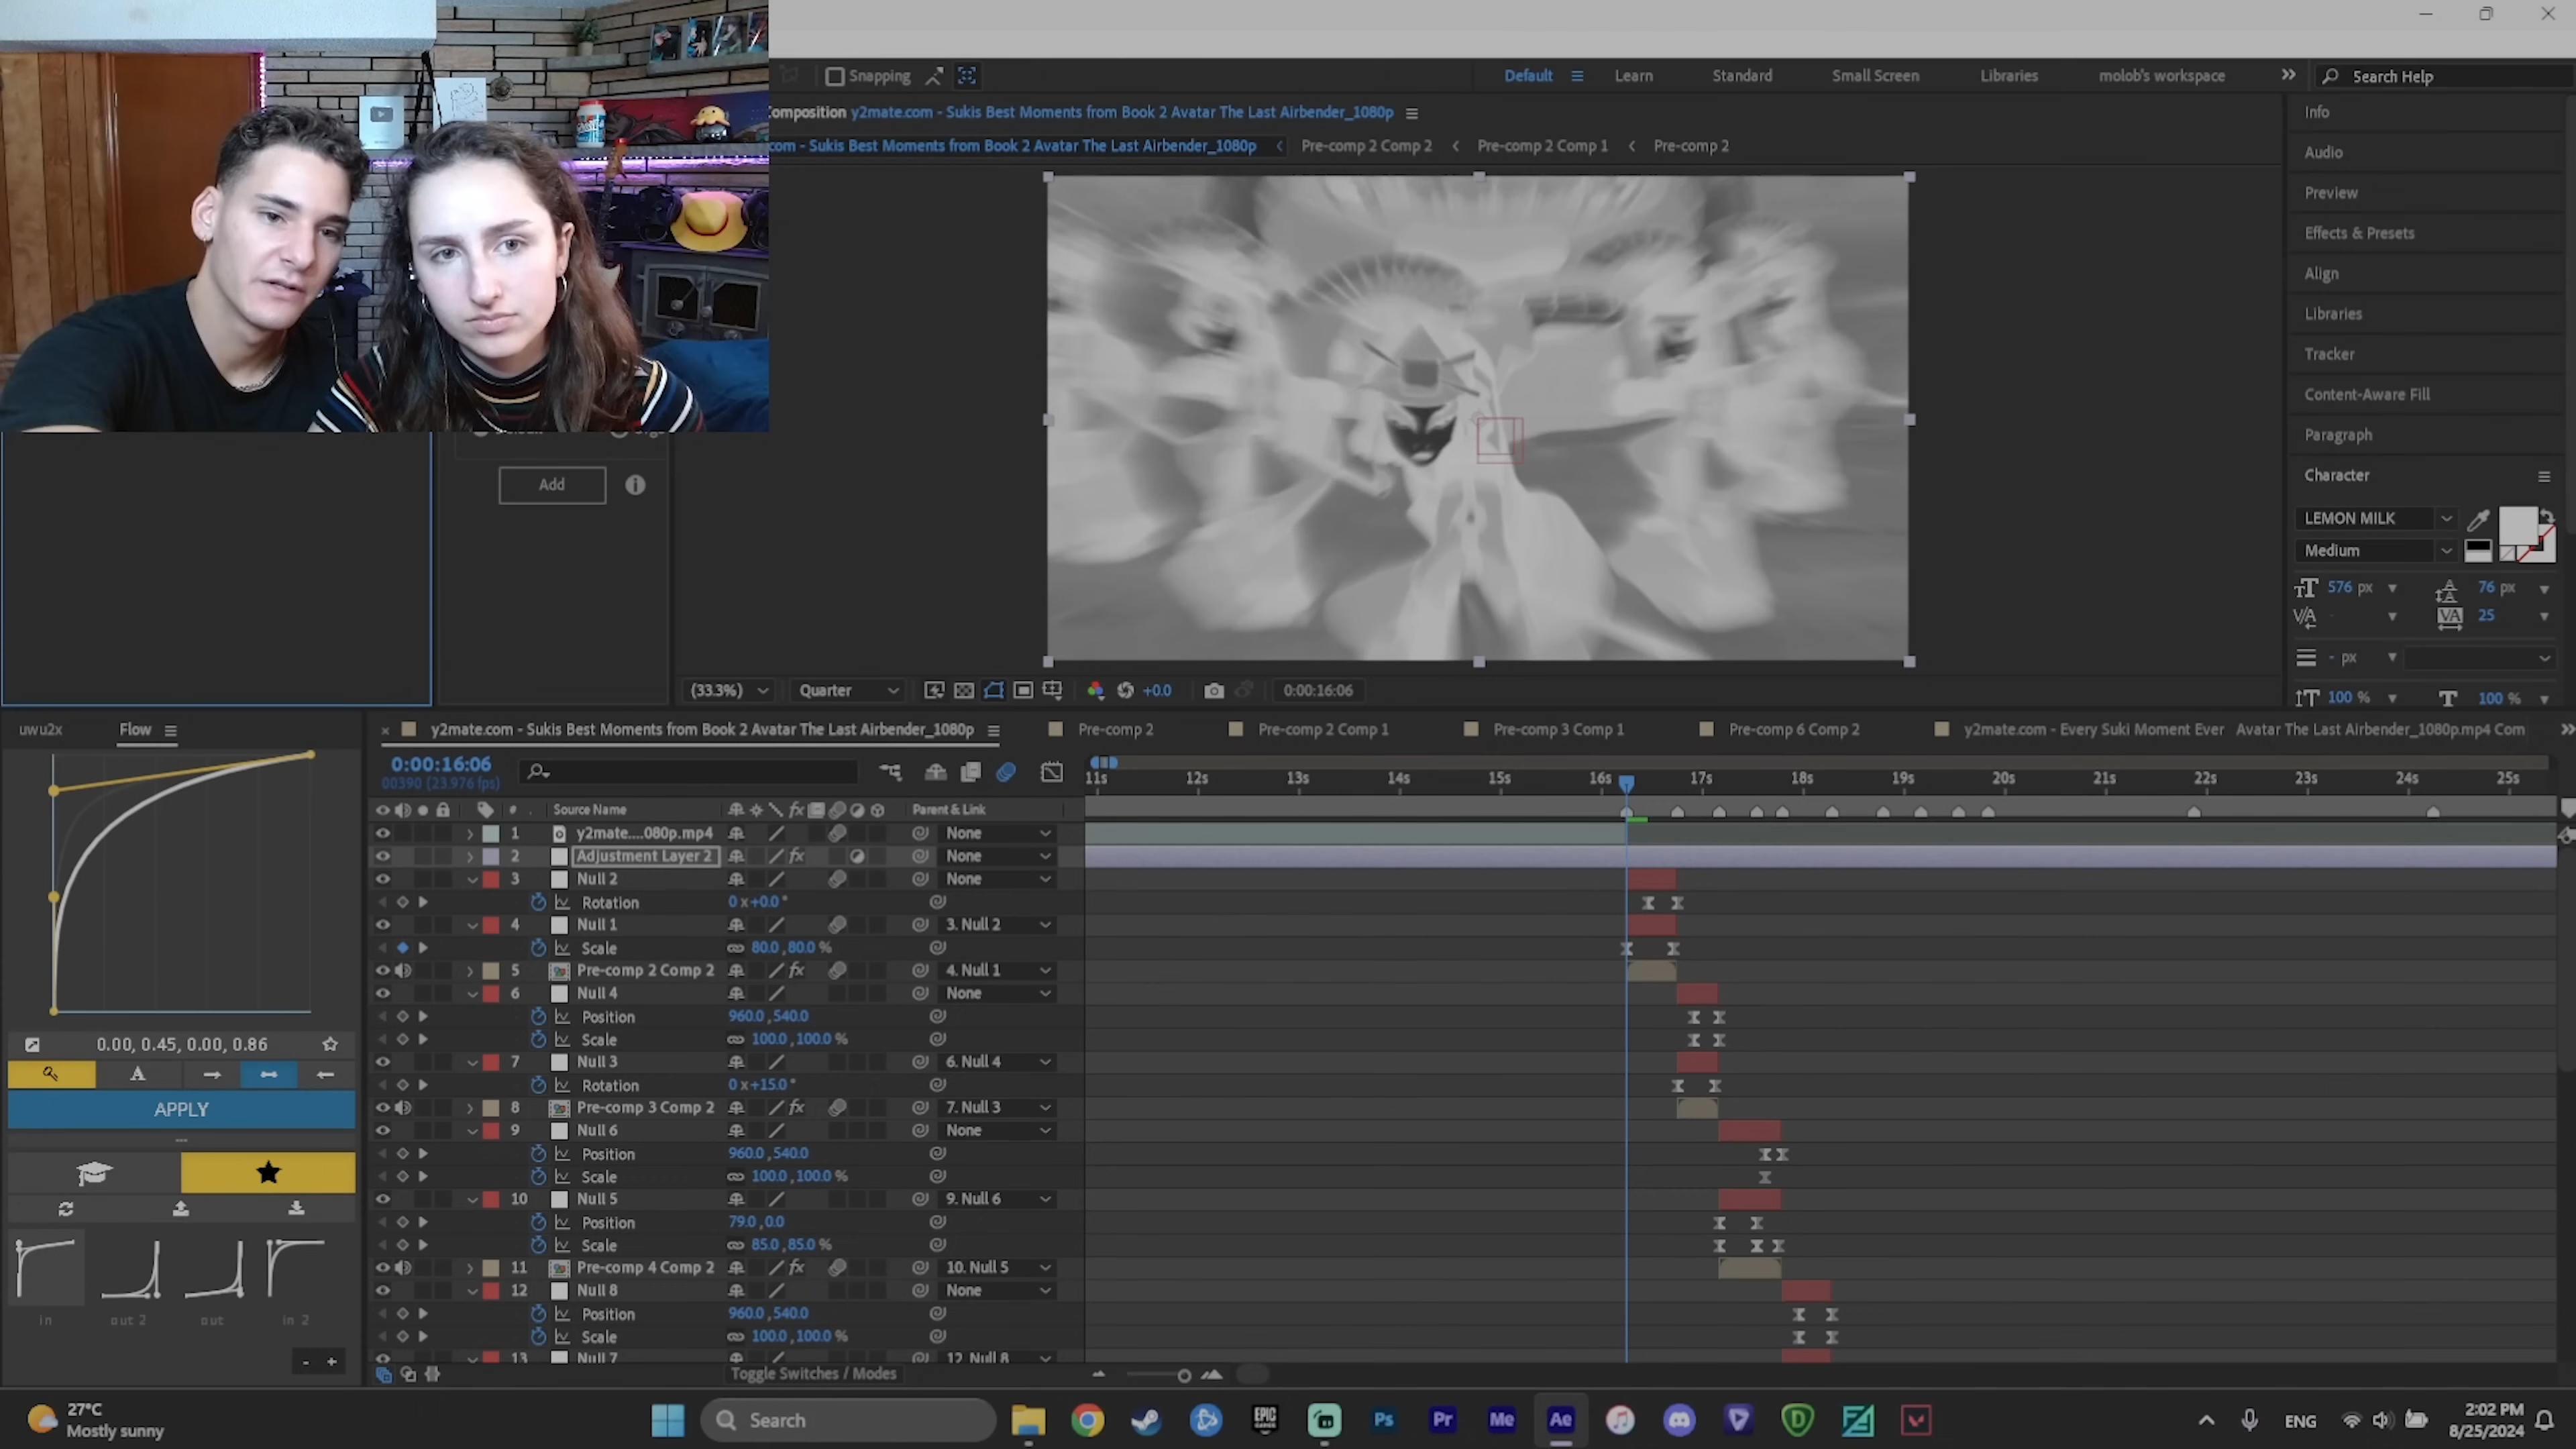 Snapping
Default
Learn
Standard
Small Screen
Libraries
molob's workspace
Search Help
Composition y2mate.com - Sukis Best Moments from Book 2 Avatar The Last Airbender_1080p
com - Sukis Best Moments from Book 2 Avatar The Last Airbender_1080p
Pre-comp 2 Comp 2
Pre-comp 2 Comp 1
Pre-comp 2
Info
Audio
Preview
Effects & Presets
Align
Libraries
Tracker
Content-Aware Fill
Paragraph
Character
LEMON MILK
Medium
576 px
76 px
25
- px
100 %
100 %
Add
(33.3%)
Quarter
+0.0
0:00:16:06
uwu2x
Flow
y2mate.com - Sukis Best Moments from Book 2 Avatar The Last Airbender_1080p
Pre-comp 2
Pre-comp 2 Comp 1
Pre-comp 3 Comp 1
Pre-comp 6 Comp 2
y2mate.com - Every Suki Moment Ever Avatar The Last Airbender_1080p.mp4 Com
0:00:16:06
00390 (23.976 fps)
11s 12s 13s 14s 15s 16s 17s 18s 19s 20s 21s 22s 23s 24s 25s
# Source Name fx Parent & Link
1 y2mate....080p.mp4 None
2 Adjustment Layer 2 fx None
3 Null 2 None
Rotation 0 x+0.0°
4 Null 1 3. Null 2
Scale 80.0,80.0 %
5 Pre-comp 2 Comp 2 fx 4. Null 1
6 Null 4 None
Position 960.0,540.0
Scale 100.0,100.0 %
7 Null 3 6. Null 4
Rotation 0 x+15.0°
8 Pre-comp 3 Comp 2 fx 7. Null 3
9 Null 6 None
Position 960.0,540.0
Scale 100.0,100.0 %
10 Null 5 9. Null 6
Position 79.0,0.0
Scale 85.0,85.0 %
11 Pre-comp 4 Comp 2 fx 10. Null 5
12 Null 8 None
Position 960.0,540.0
Scale 100.0,100.0 %
13 Null 7 12. Null 8
Toggle Switches / Modes
0.00, 0.45, 0.00, 0.86
A
APPLY
in
out 2
out
in 2
- +
27°C
Mostly sunny
Search
EPIC
GAMES
Ps
Pr
Me
Ae
ENG
2:02 PM
8/25/2024